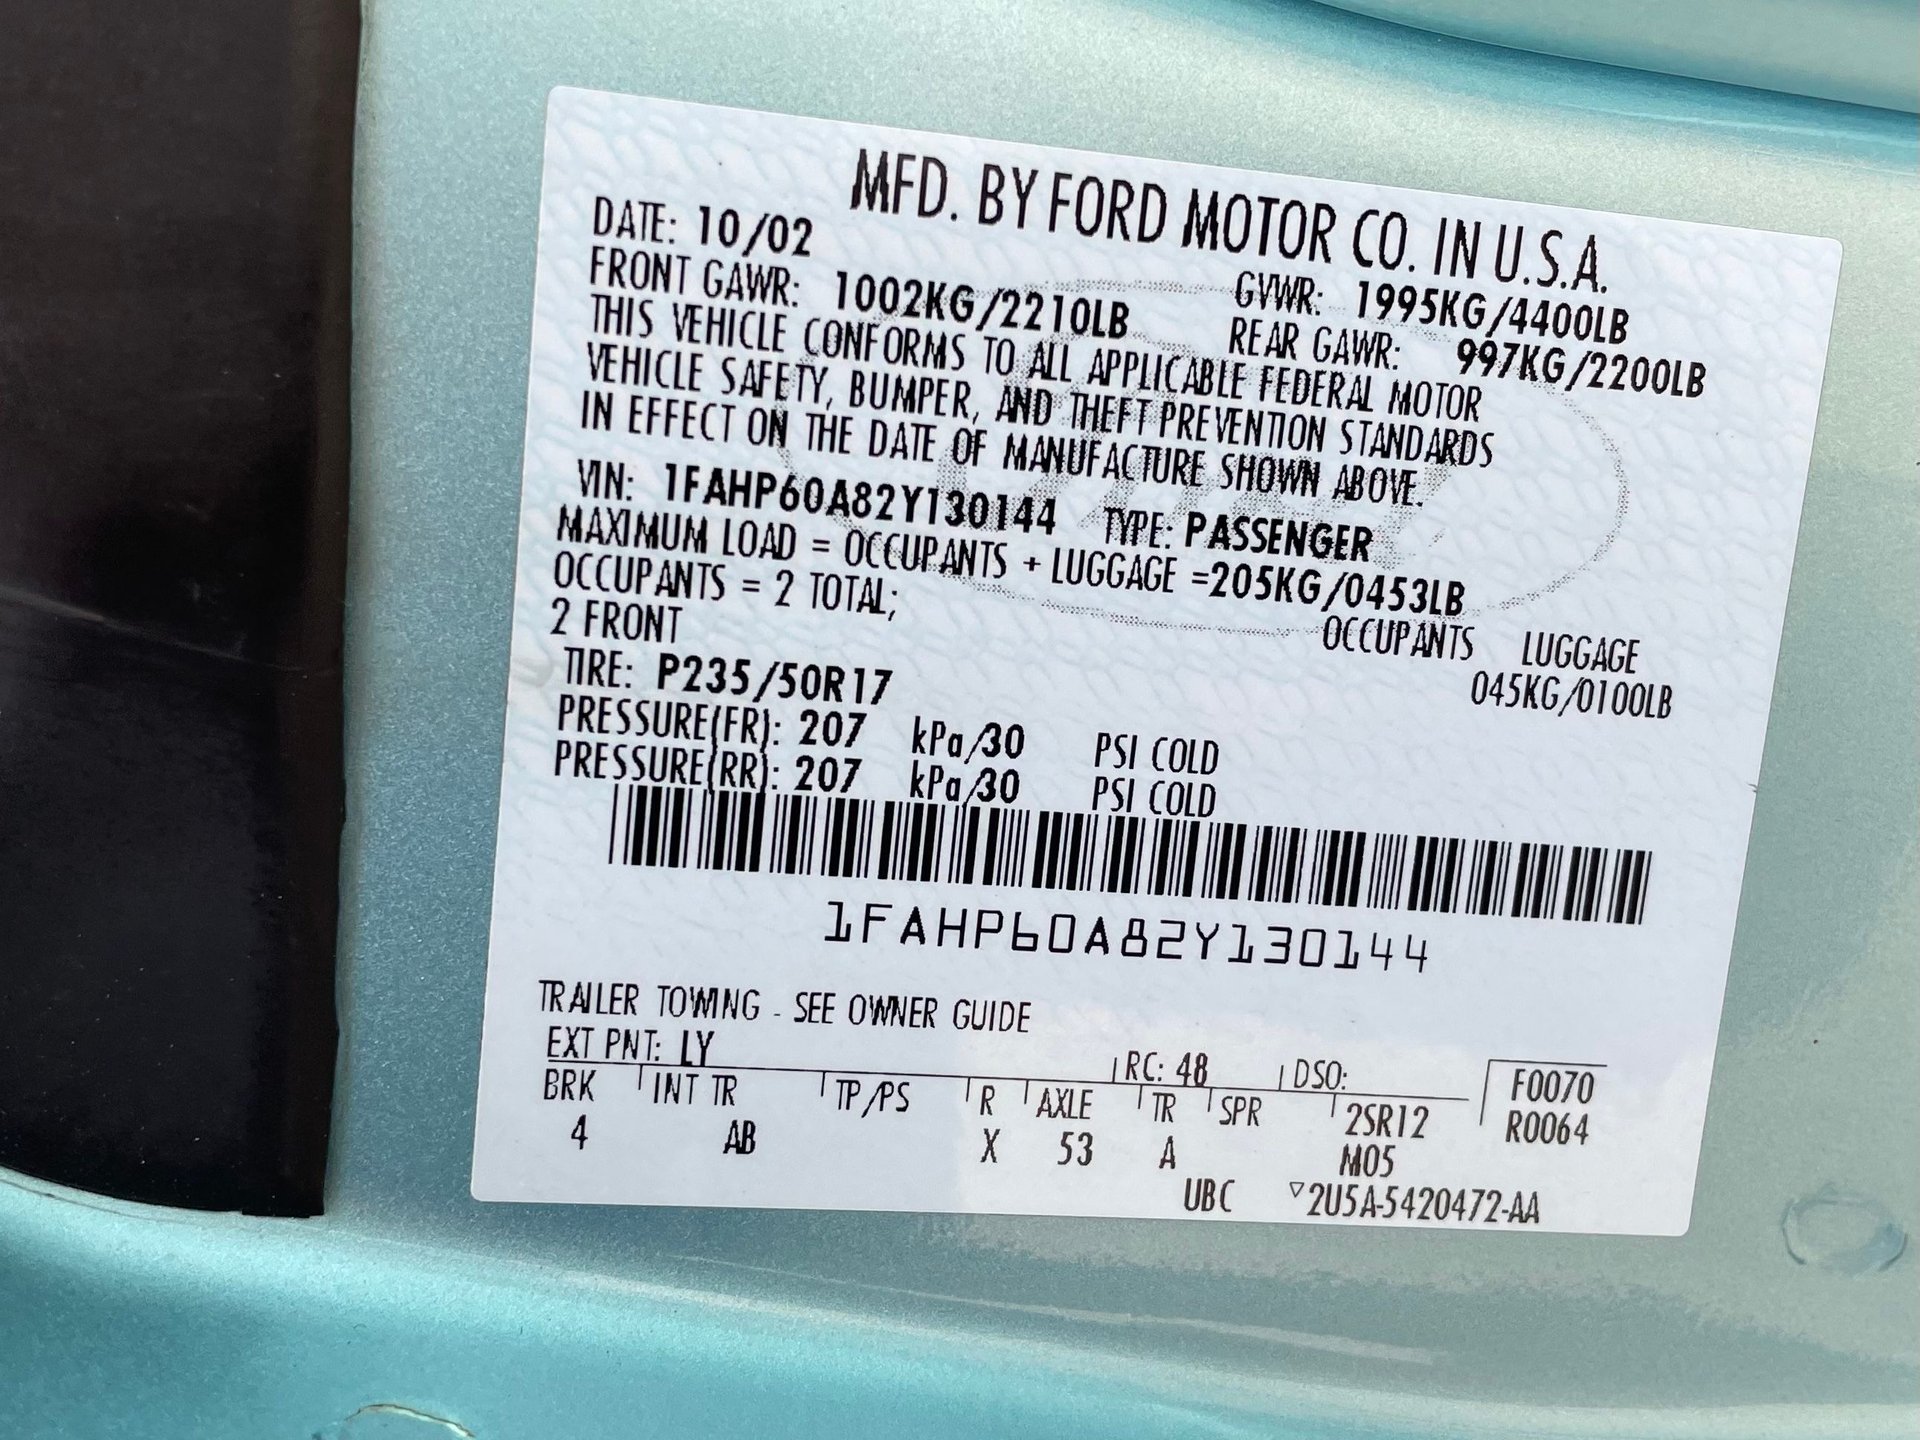 MFD. BY FORD MOTOR CO. IN U.S.A.
DATE: 10/02 GVWR: 1995KG/4400LB
FRONT GAWR: 1002KG/2210LB REAR GAWR: 997KG/2200LB
THIS VEHICLE CONFORMS TO ALL APPLICABLE FEDERAL MOTOR
VEHICLE SAFETY, BUMPER, AND THEFT PREVENTION STANDARDS
IN EFFECT ON THE DATE OF MANUFACTURE SHOWN ABOVE.
VIN: 1FAHP60A82Y130144 TYPE: PASSENGER
MAXIMUM LOAD = OCCUPANTS + LUGGAGE =205KG/0453LB
OCCUPANTS = 2 TOTAL; OCCUPANTS LUGGAGE
2 FRONT 045KG/0100LB
TIRE: P235/50R17
PRESSURE(FR): 207 kPa/30 PSI COLD
PRESSURE(RR): 207 kPa/30 PSI COLD
1FAHP60A82Y130144
TRAILER TOWING - SEE OWNER GUIDE
EXT PNT: LY RC: 48 DSO: F0070
BRK INT TR TP/PS R AXLE TR SPR 2SR12 R0064
4 AB X 53 A M05
UBC ▽2U5A-5420472-AA